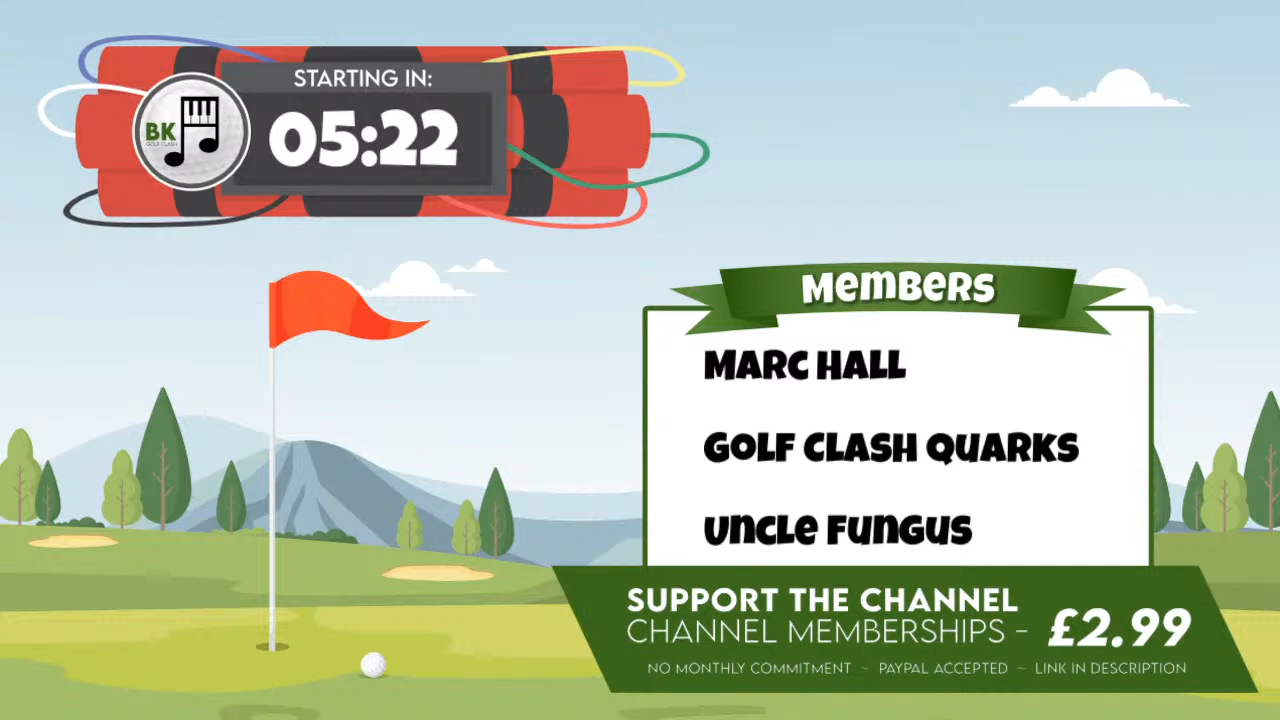 STARTING IN:
05:22
BK
GOLF CLASH
MEMBERS
MARC HALL
GOLF CLASH QUARKS
UNCLE FUNGUS
SUPPORT THE CHANNEL
CHANNEL MEMBERSHIPS - £2.99
NO MONTHLY COMMITMENT - PAYPAL ACCEPTED - LINK IN DESCRIPTION